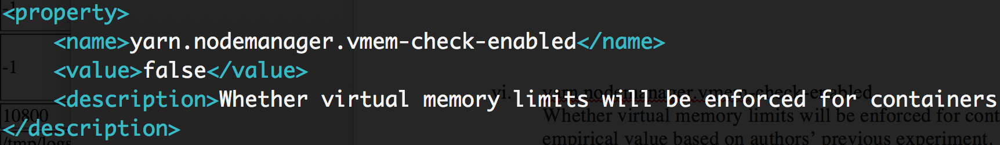 <property>
<name>yarn.nodemanager.vmem-check-enabled</name>
<value>false</value>
<description>Whether virtual memory limits will be enforced for containers
</description>
-1
-1
10800
/tmp/logs
vi. yarn.nodemanager.vmem-check-enabled
Whether virtual memory limits will be enforced for cont
empirical value based on authors' previous experiment.